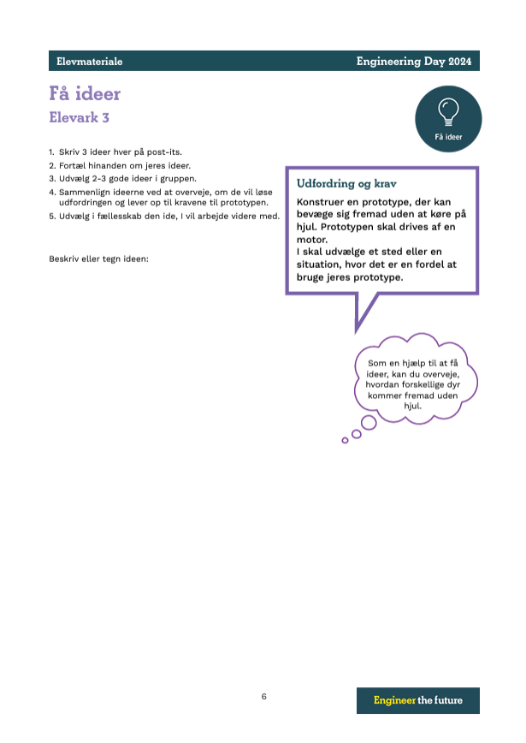 Elevmateriale
Engineering Day 2024
Få ideer
Elevark 3
Få ideer
1. Skriv 3 ideer hver på post-its.
2. Fortæl hinanden om jeres ideer.
3. Udvælg 2-3 gode ideer i gruppen.
4. Sammenlign ideerne ved at overveje, om de vil løse
udfordringen og lever op til kravene til prototypen.
5. Udvælg i fællesskab den ide, I vil arbejde videre med.
Beskriv eller tegn ideen:
Udfordring og krav
Konstruer en prototype, der kan
bevæge sig fremad uden at køre på
hjul. Prototypen skal drives af en
motor.
I skal udvælge et sted eller en
situation, hvor det er en fordel at
bruge jeres prototype.
Som en hjælp til at få
ideer, kan du overveje,
hvordan forskellige dyr
kommer fremad uden
hjul.
6
Engineer the future